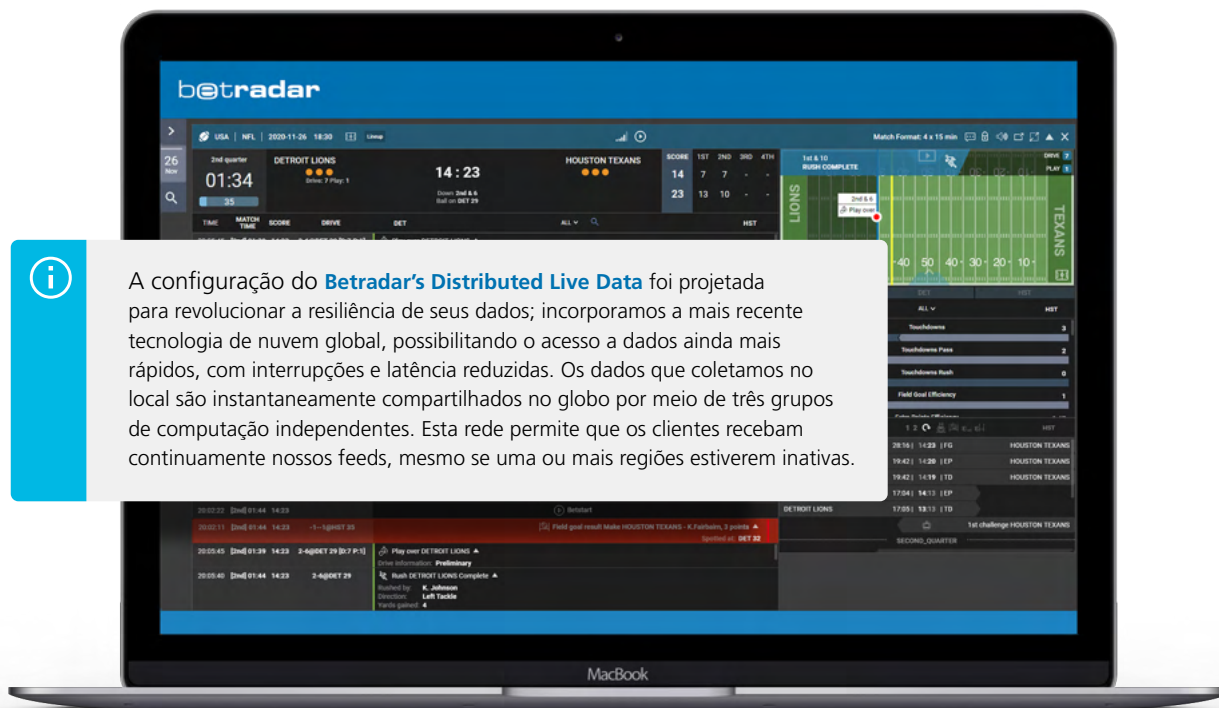 betradar
USA | NFL | 2020-11-26 18:30 Lineup
Match Format: 4 x 15 min
26
Nov
2nd quarter
01:34
35
DETROIT LIONS
Drive: 7 Play: 1
14 : 23
Down: 2nd & 6
Ball on DET 29
HOUSTON TEXANS
SCORE 1ST 2ND 3RD 4TH
14 7 7 - -
23 13 10 - -
1st & 10
RUSH COMPLETE
DRIVE 7
PLAY 1
LIONS
2nd & 6
Play over
TEXANS
40 50 40 30 20 10
TIME MATCH TIME SCORE DRIVE DET ALL HST
A configuração do Betradar's Distributed Live Data foi projetada
para revolucionar a resiliência de seus dados; incorporamos a mais recente
tecnologia de nuvem global, possibilitando o acesso a dados ainda mais
rápidos, com interrupções e latência reduzidas. Os dados que coletamos no
local são instantaneamente compartilhados no globo por meio de três grupos
de computação independentes. Esta rede permite que os clientes recebam
continuamente nossos feeds, mesmo se uma ou mais regiões estiverem inativas.
DET HST
ALL HST
Touchdowns 3
Touchdowns Pass 2
Touchdowns Rush 0
Field Goal Efficiency 1
1 2 HST
28:16 | 14:23 | FG HOUSTON TEXANS
19:42 | 14:20 | EP HOUSTON TEXANS
19:42 | 14:19 | TD HOUSTON TEXANS
17:04 | 14:13 | EP
DETROIT LIONS 17:05 | 13:13 | TD
1st challenge HOUSTON TEXANS
SECOND_QUARTER
20:02:22 [2nd] 01:44 14:23 Betstart
20:02:11 [2nd] 01:44 14:23 -1--1@HST 35 Field goal result Make HOUSTON TEXANS - K.Fairbairn, 3 points
Spotted at: DET 32
20:05:45 [2nd] 01:39 14:23 2-6@DET 29 [D:7 P:1] Play over DETROIT LIONS
Drive information: Preliminary
20:05:40 [2nd] 01:44 14:23 2-6@DET 29 Rush DETROIT LIONS Complete
Rushed by: K. Johnson
Direction: Left Tackle
Yards gained: 4
MacBook